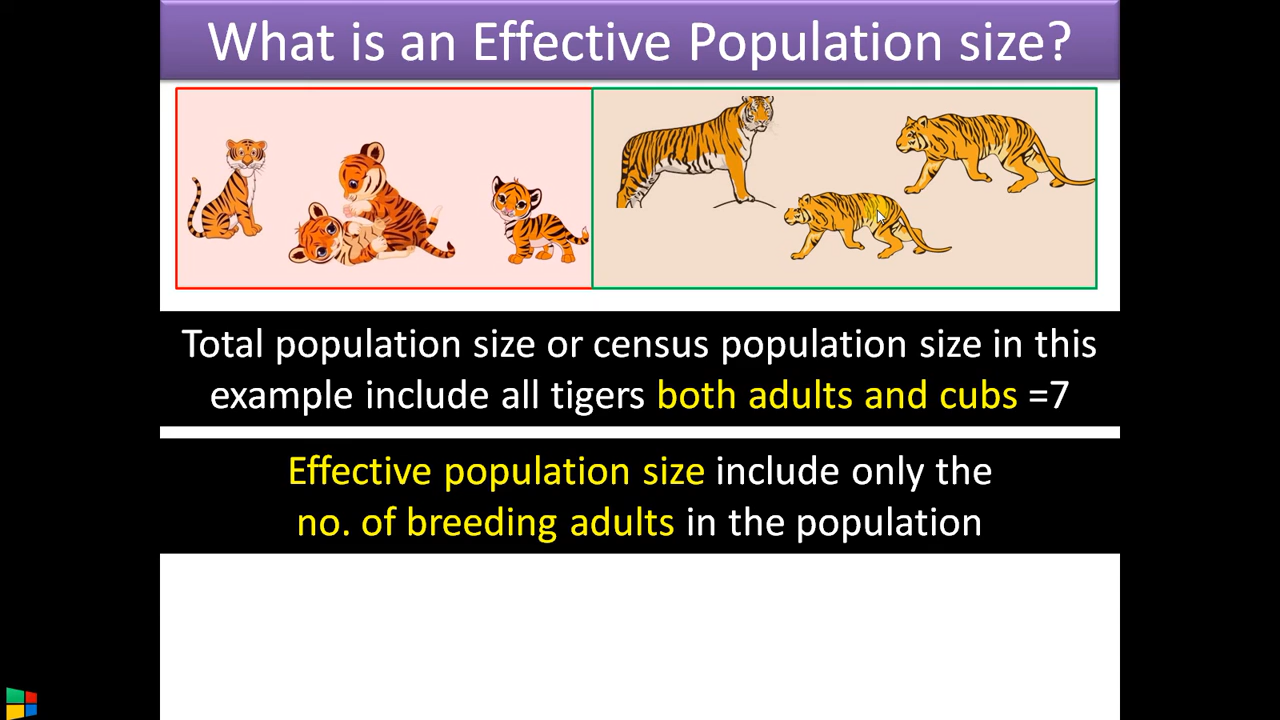 What is an Effective Population size?
Total population size or census population size in this
example include all tigers both adults and cubs =7
Effective population size include only the
no. of breeding adults in the population